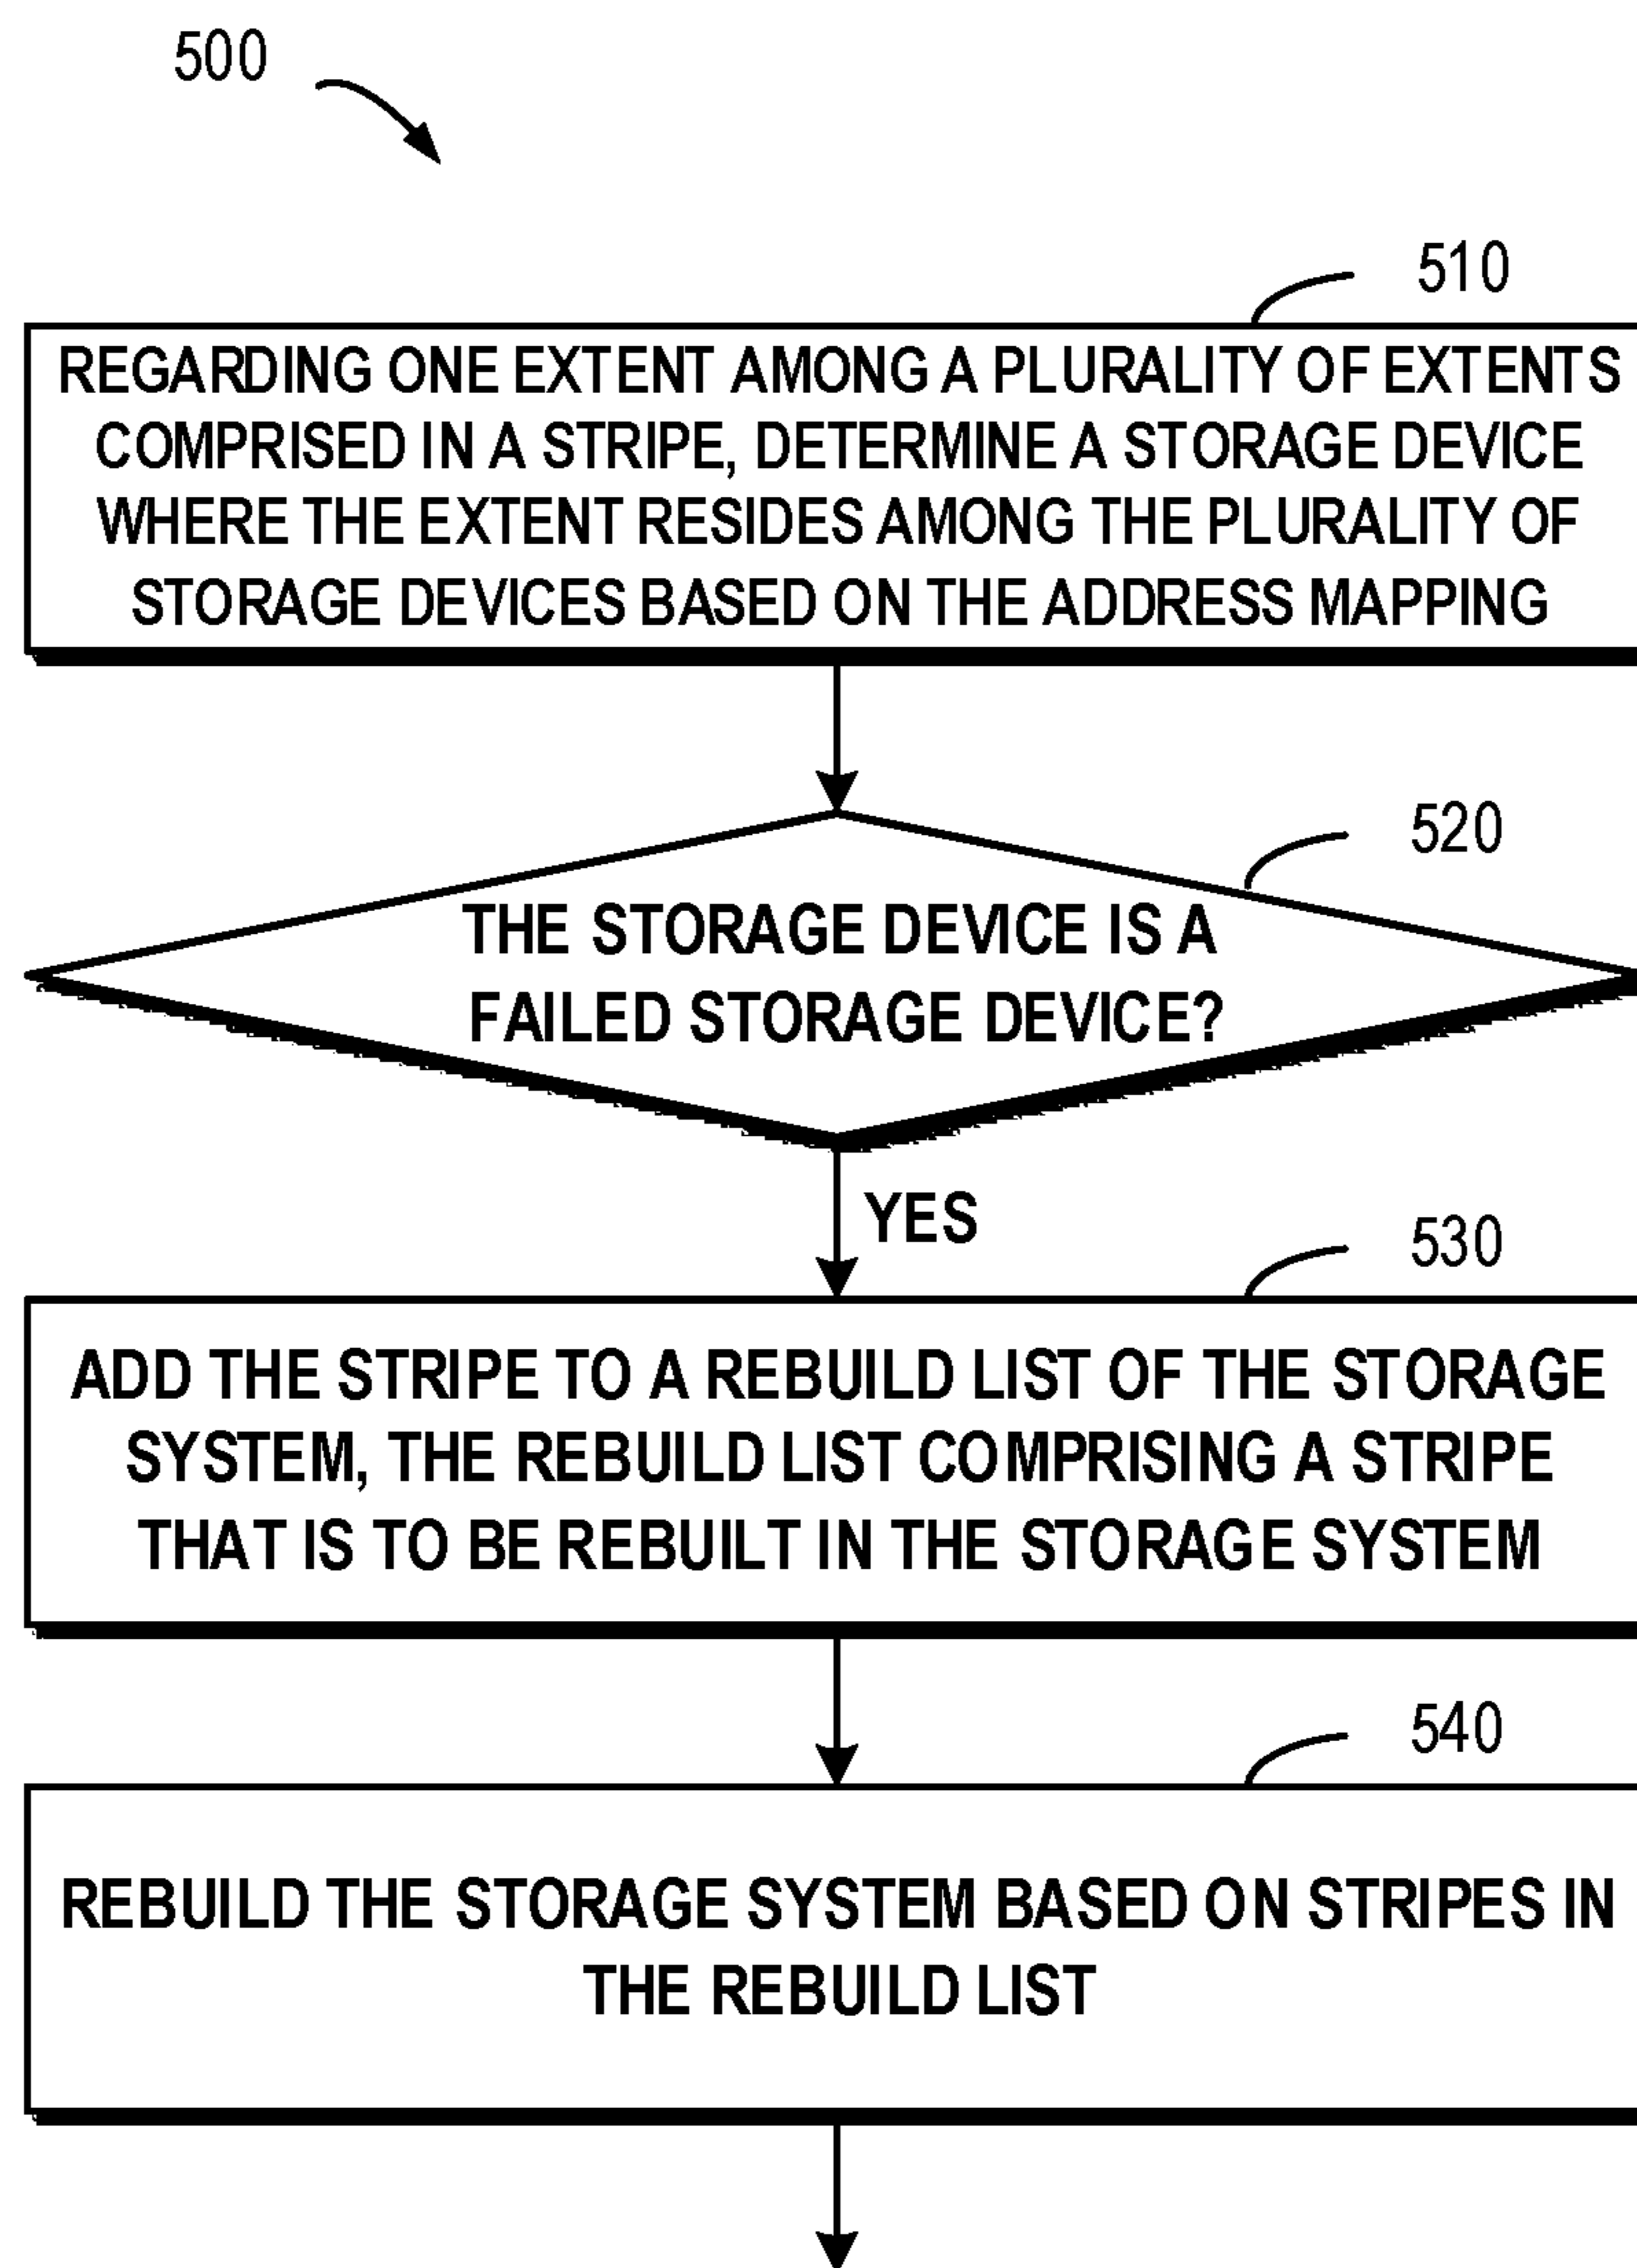 500
510
REGARDING ONE EXTENT AMONG A PLURALITY OF EXTENTS
COMPRISED IN A STRIPE, DETERMINE A STORAGE DEVICE
WHERE THE EXTENT RESIDES AMONG THE PLURALITY OF
STORAGE DEVICES BASED ON THE ADDRESS MAPPING
520
THE STORAGE DEVICE IS A
FAILED STORAGE DEVICE?
YES
530
ADD THE STRIPE TO A REBUILD LIST OF THE STORAGE
SYSTEM, THE REBUILD LIST COMPRISING A STRIPE
THAT IS TO BE REBUILT IN THE STORAGE SYSTEM
540
REBUILD THE STORAGE SYSTEM BASED ON STRIPES IN
THE REBUILD LIST